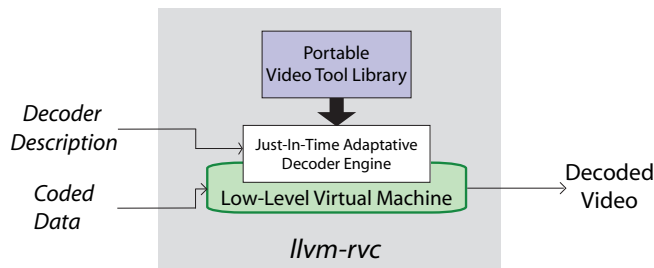 Portable
Video Tool Library
Decoder
Description
Just-In-Time Adaptative
Decoder Engine
Coded
Data
Low-Level Virtual Machine
Decoded
Video
llvm-rvc